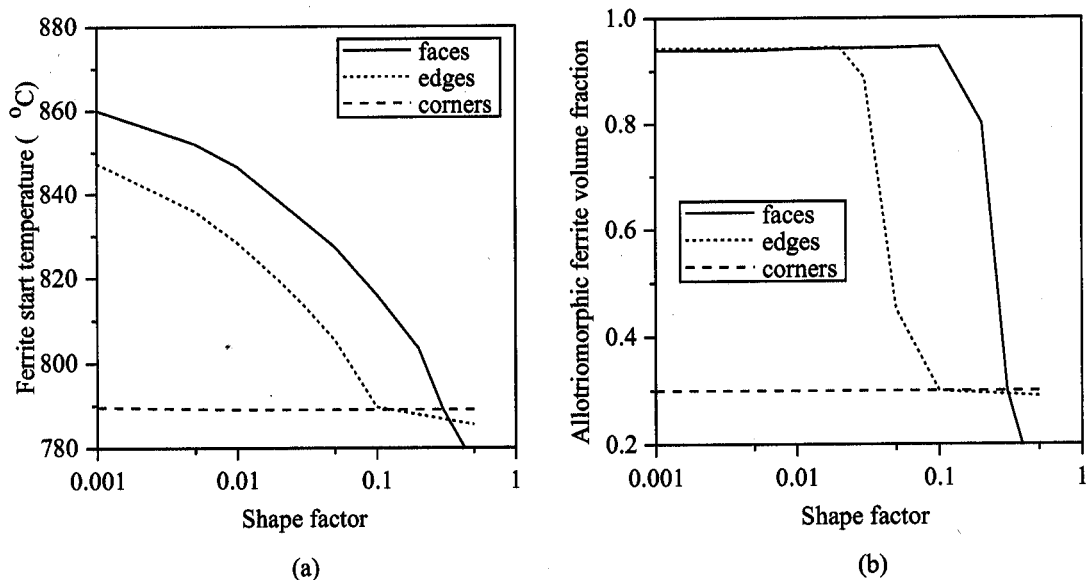 880
860
840
820
800
780
Ferrite start temperature ( °C)
faces
edges
corners
0.001
0.01
0.1
1
Shape factor
(a)
1.0
0.8
0.6
0.4
0.2
Allotriomorphic ferrite volume fraction
faces
edges
corners
0.001
0.01
0.1
1
Shape factor
(b)